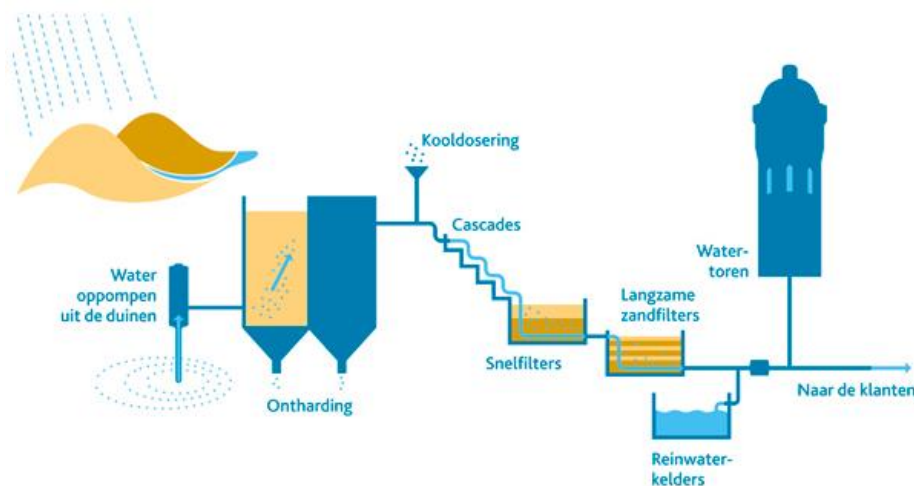 Kooldosering
Cascades
Water-
toren
Water
oppompen
uit de duinen
Langzame
zandfilters
Snelfilters
Naar de klanten
Ontharding
Reinwater-
kelders